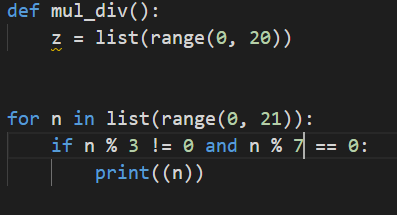 def mul_div():
    z = list(range(0, 20))
for n in list(range(0, 21)):
    if n % 3 != 0 and n % 7 == 0:
        print((n))